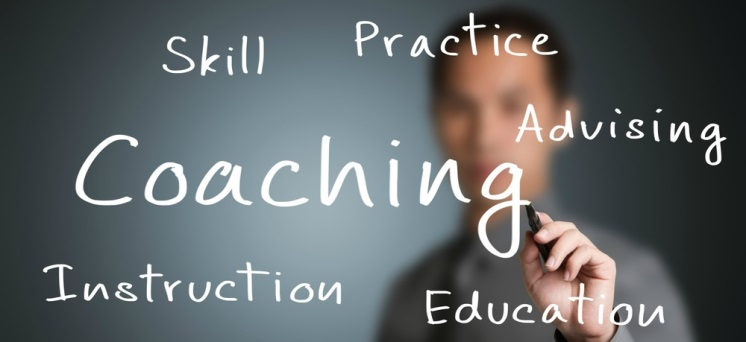 Skill
Practice
Advising
Coaching
Instruction
Education